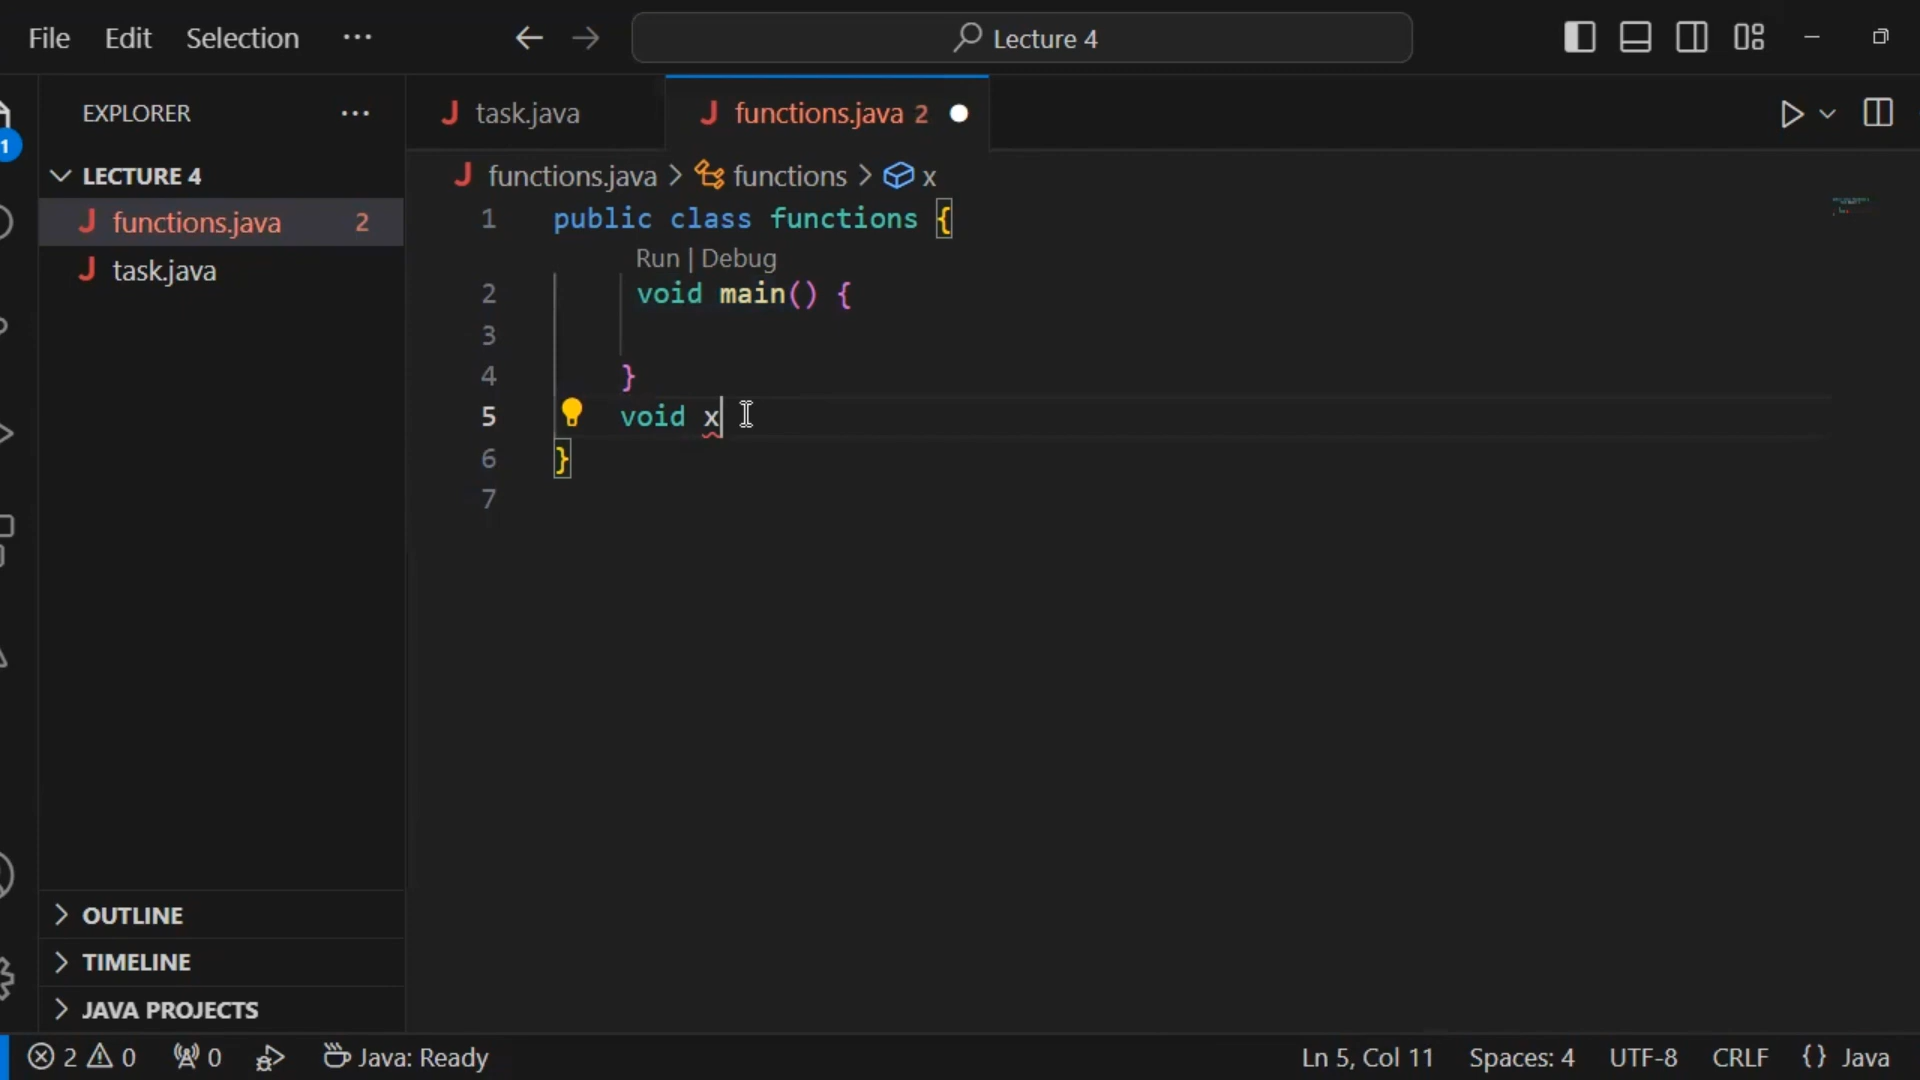 File Edit Selection ···
Lecture 4
EXPLORER ···
LECTURE 4
functions.java 2
task.java
OUTLINE
TIMELINE
JAVA PROJECTS
task.java functions.java 2
functions.java > functions > x
1 public class functions {
Run | Debug
2 void main() {
3
4 }
5 void x
6 }
7
1
2 0 0 Java: Ready
Ln 5, Col 11 Spaces: 4 UTF-8 CRLF {} Java